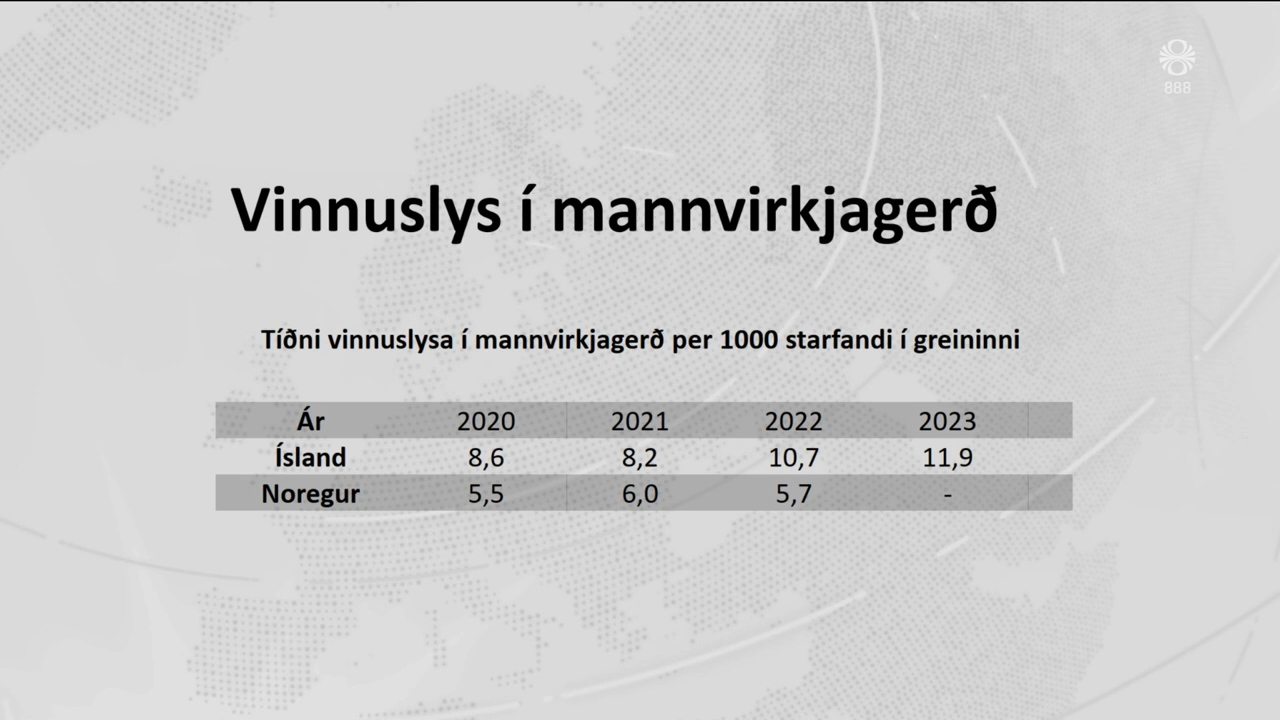 888
Vinnuslys í mannvirkjagerð
Tíðni vinnuslysa í mannvirkjagerð per 1000 starfandi í greininni
Ár 2020 2021 2022 2023
Ísland 8,6 8,2 10,7 11,9
Noregur 5,5 6,0 5,7 -